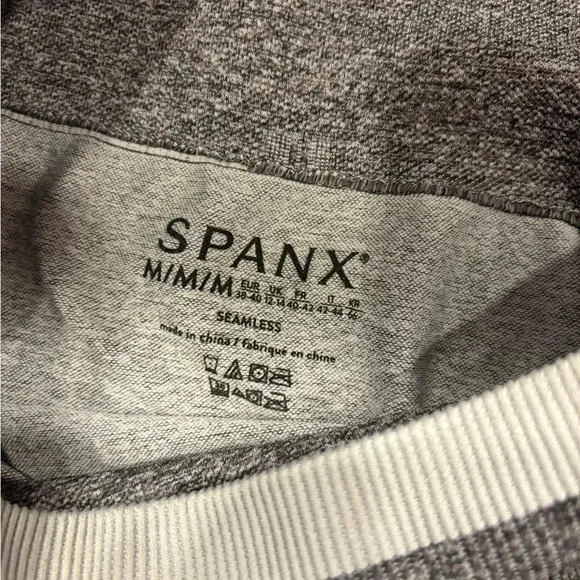 SPANX®
M/M/M EUR UK FR IT KR
38-40 12-14 40-42 42-44 66
SEAMLESS
made in china / fabriqué en chine